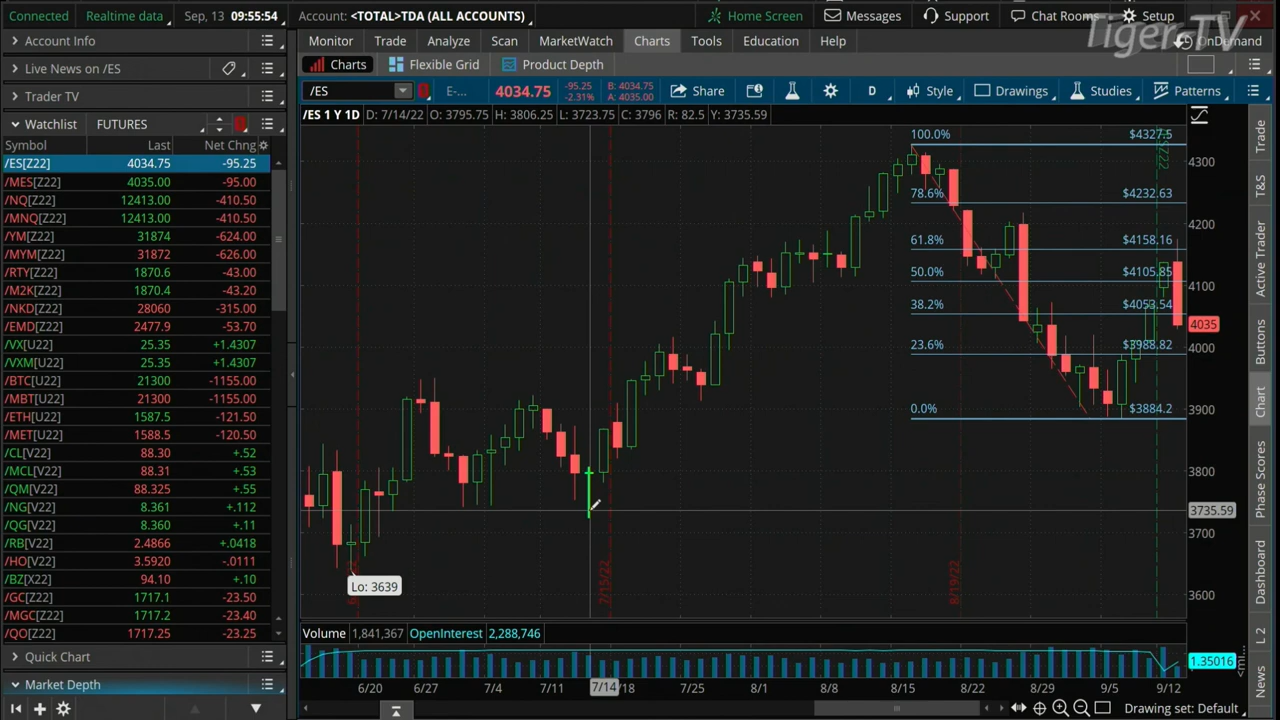 Connected Realtime data Sep, 13 09:55:54 Account: <TOTAL>TDA (ALL ACCOUNTS) Home Screen Messages Support Chat Rooms Setup
Tiger.TV
OnDemand
Account Info
Live News on /ES
Trader TV
Watchlist FUTURES
Symbol Last Net Chng
/ES[Z22] 4034.75 -95.25
/MES[Z22] 4035.00 -95.00
/NQ[Z22] 12413.00 -410.50
/MNQ[Z22] 12413.00 -410.50
/YM[Z22] 31874 -624.00
/MYM[Z22] 31872 -626.00
/RTY[Z22] 1870.6 -43.00
/M2K[Z22] 1870.4 -43.20
/NKD[Z22] 28060 -315.00
/EMD[Z22] 2477.9 -53.70
/VX[U22] 25.35 +1.4307
/VXM[U22] 25.35 +1.4307
/BTC[U22] 21300 -1155.00
/MBT[U22] 21300 -1155.00
/ETH[U22] 1587.5 -121.50
/MET[U22] 1588.5 -120.50
/CL[V22] 88.30 +.52
/MCL[V22] 88.31 +.53
/QM[V22] 88.325 +.55
/NG[V22] 8.361 +.112
/QG[V22] 8.360 +.11
/RB[V22] 2.4866 +.0418
/HO[V22] 3.5920 -.0111
/BZ[X22] 94.10 +.10
/GC[Z22] 1717.1 -23.50
/MGC[Z22] 1717.2 -23.40
/QO[Z22] 1717.25 -23.25
Quick Chart
Market Depth
Monitor Trade Analyze Scan MarketWatch Charts Tools Education Help
Charts Flexible Grid Product Depth
/ES E-... 4034.75 -95.25 -2.31% B: 4034.75 A: 4035.00 Share D Style Drawings Studies Patterns
/ES 1 Y 1D D: 7/14/22 O: 3795.75 H: 3806.25 L: 3723.75 C: 3796 R: 82.5 Y: 3735.59
100.0% $4327.5
78.6% $4232.63
61.8% $4158.16
50.0% $4105.85
38.2% $4053.54
23.6% $3988.82
0.0% $3884.2
4300
4200
4100
4035
4000
3900
3800
3735.59
3700
3600
Lo: 3639
7/15/22
8/19/22
Volume 1,841,367 OpenInterest 2,288,746
1.35016
<mi...
6/20 6/27 7/4 7/11 7/14 /18 7/25 8/1 8/8 8/15 8/22 8/29 9/5 9/12
Drawing set: Default
Trade
T&S
Active Trader
Buttons
Chart
Phase Scores
Dashboard
L 2
News